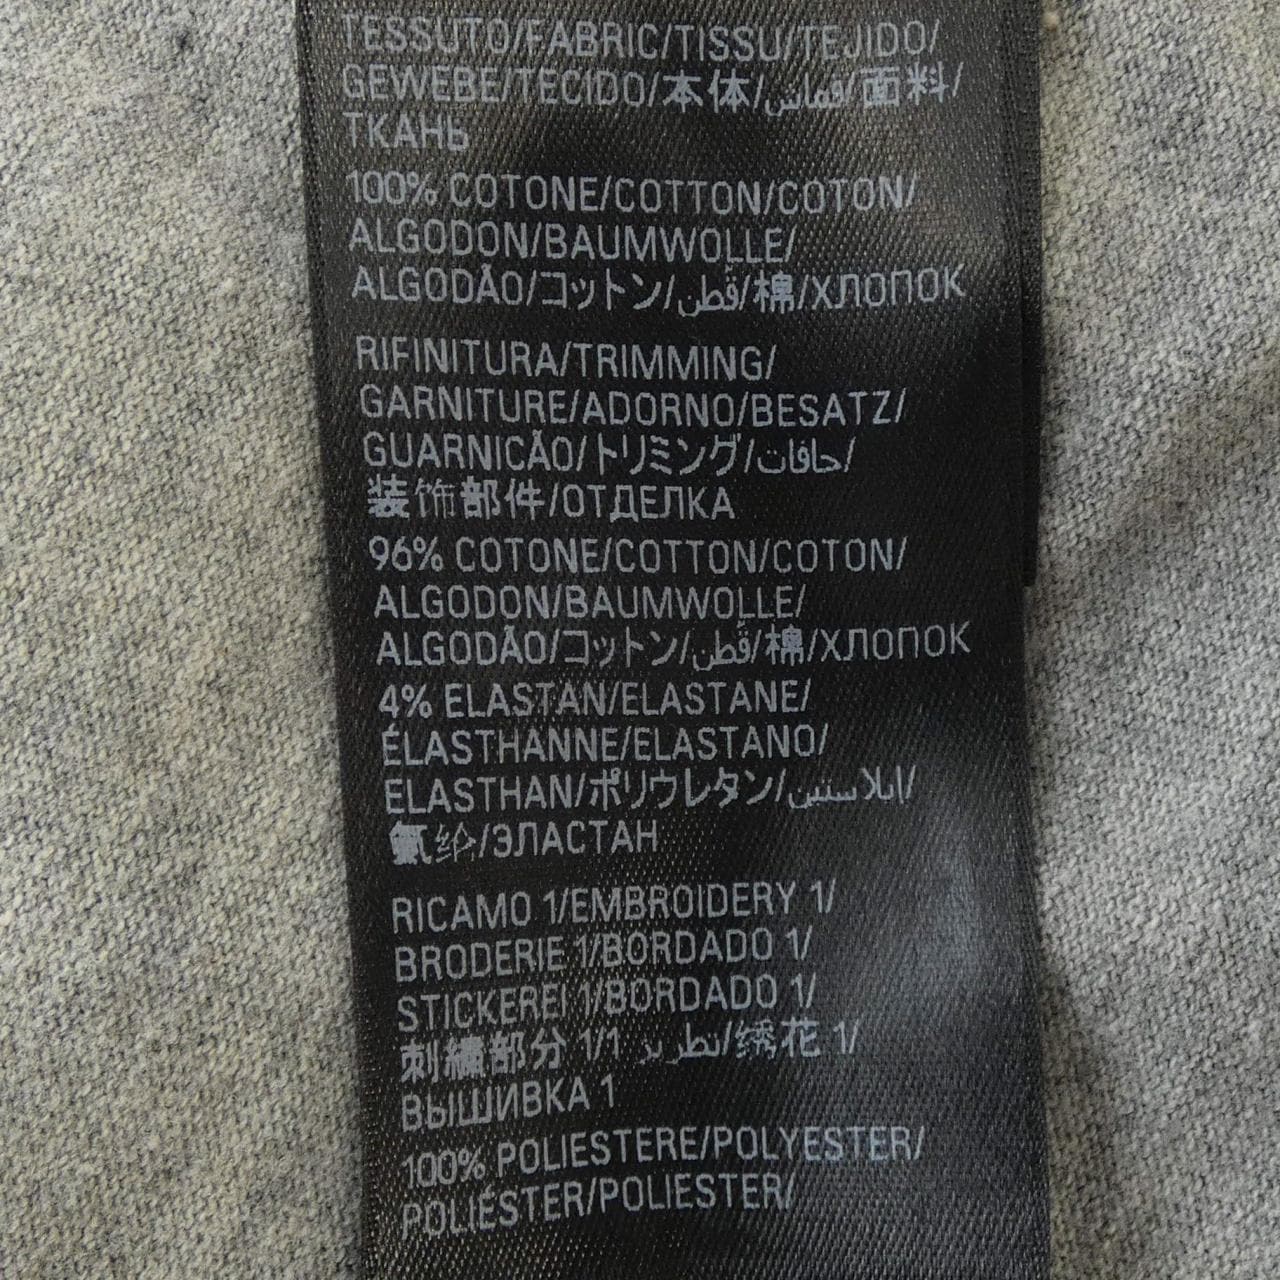 TESSUTO/FABRIC/TISSU/TEJIDO/
GEWEBE/TECIDO/本体/قماش/面料/
ТКАНЬ
100% COTONE/COTTON/COTON/
ALGODON/BAUMWOLLE/
ALGODÃO/コットン/قطن/棉/ХЛОПОК
RIFINITURA/TRIMMING/
GARNITURE/ADORNO/BESATZ/
GUARNICÃO/トリミング/حافات/
装饰部件/ОТДЕЛКА
96% COTONE/COTTON/COTON/
ALGODON/BAUMWOLLE/
ALGODÃO/コットン/قطن/棉/ХЛОПОК
4% ELASTAN/ELASTANE/
ÉLASTHANNE/ELASTANO/
ELASTHAN/ポリウレタン/إيلاستين/
氨纶/ЭЛАСТАН
RICAMO 1/EMBROIDERY 1/
BRODERIE 1/BORDADO 1/
STICKEREI 1/BORDADO 1/
刺繍部分 1/1 تطريز/绣花 1/
ВЫШИВКА 1
100% POLIESTERE/POLYESTER/
POLIÉSTER/POLIESTER/